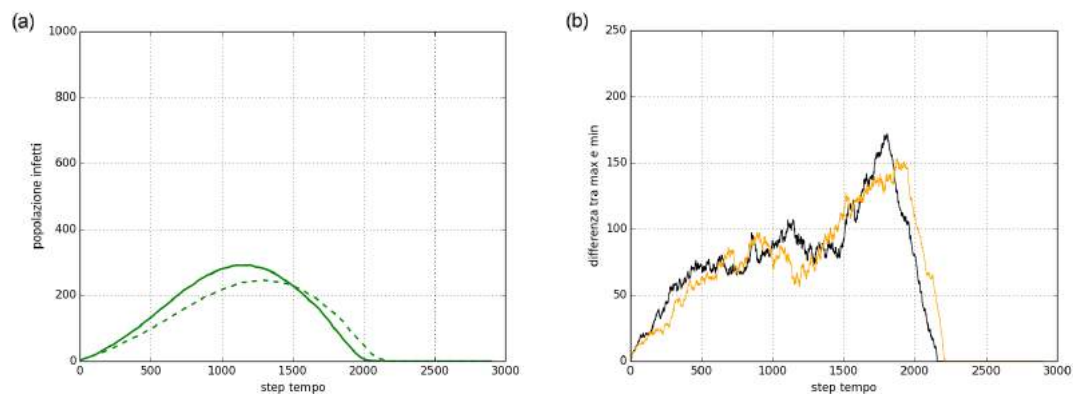 (a)
1000
800
600
400
200
0
popolazione infetti
0 500 1000 1500 2000 2500 3000
step tempo
(b)
250
200
150
100
50
0
differenza tra max e min
0 500 1000 1500 2000 2500 3000
step tempo